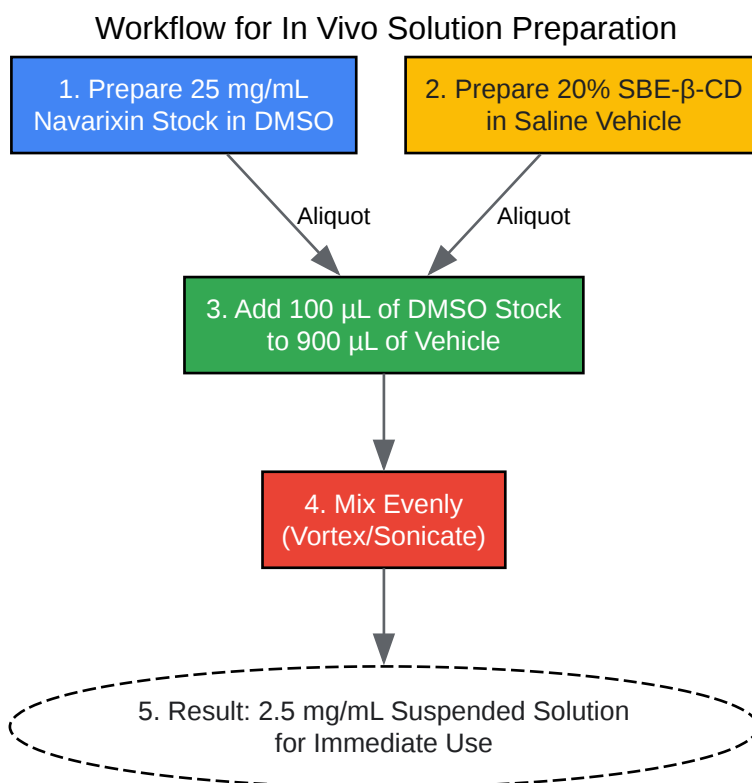 Workflow for In Vivo Solution Preparation
1. Prepare 25 mg/mL
Navarixin Stock in DMSO
2. Prepare 20% SBE-β-CD
in Saline Vehicle
Aliquot
Aliquot
3. Add 100 µL of DMSO Stock
to 900 µL of Vehicle
4. Mix Evenly
(Vortex/Sonicate)
5. Result: 2.5 mg/mL Suspended Solution
for Immediate Use